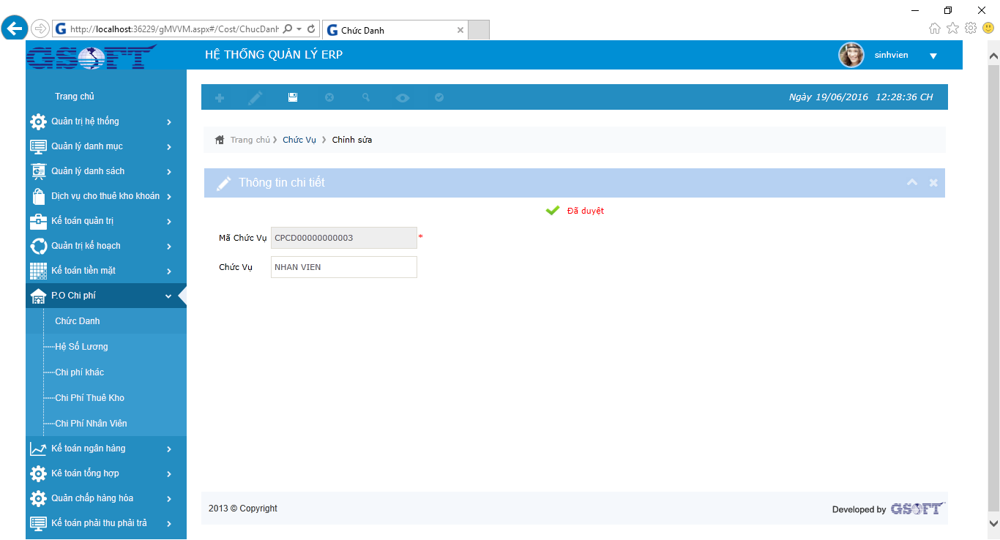 http://localhost:36229/gMVVM.aspx#/Cost/ChucDanh
Chức Danh
GSOFT
HỆ THỐNG QUẢN LÝ ERP
sinhvien
Ngày 19/06/2016 12:28:36 CH
Trang chủ
Quản trị hệ thống
Quản lý danh mục
Quản lý danh sách
Dịch vụ cho thuê kho khoán
Kế toán quản trị
Quản trị kế hoạch
Kế toán tiền mặt
P.O Chi phí
Chức Danh
Hệ Số Lương
Chi phí khác
Chi Phí Thuê Kho
Chi Phí Nhân Viên
Kế toán ngân hàng
Kê toán tổng hợp
Quản chấp hàng hóa
Kế toán phải thu phải trả
Trang chủ Chức Vụ Chỉnh sửa
Thông tin chi tiết
Đã duyệt
Mã Chức Vụ CPCD00000000003 *
Chức Vụ NHAN VIEN
2013 © Copyright
Developed by GSOFT